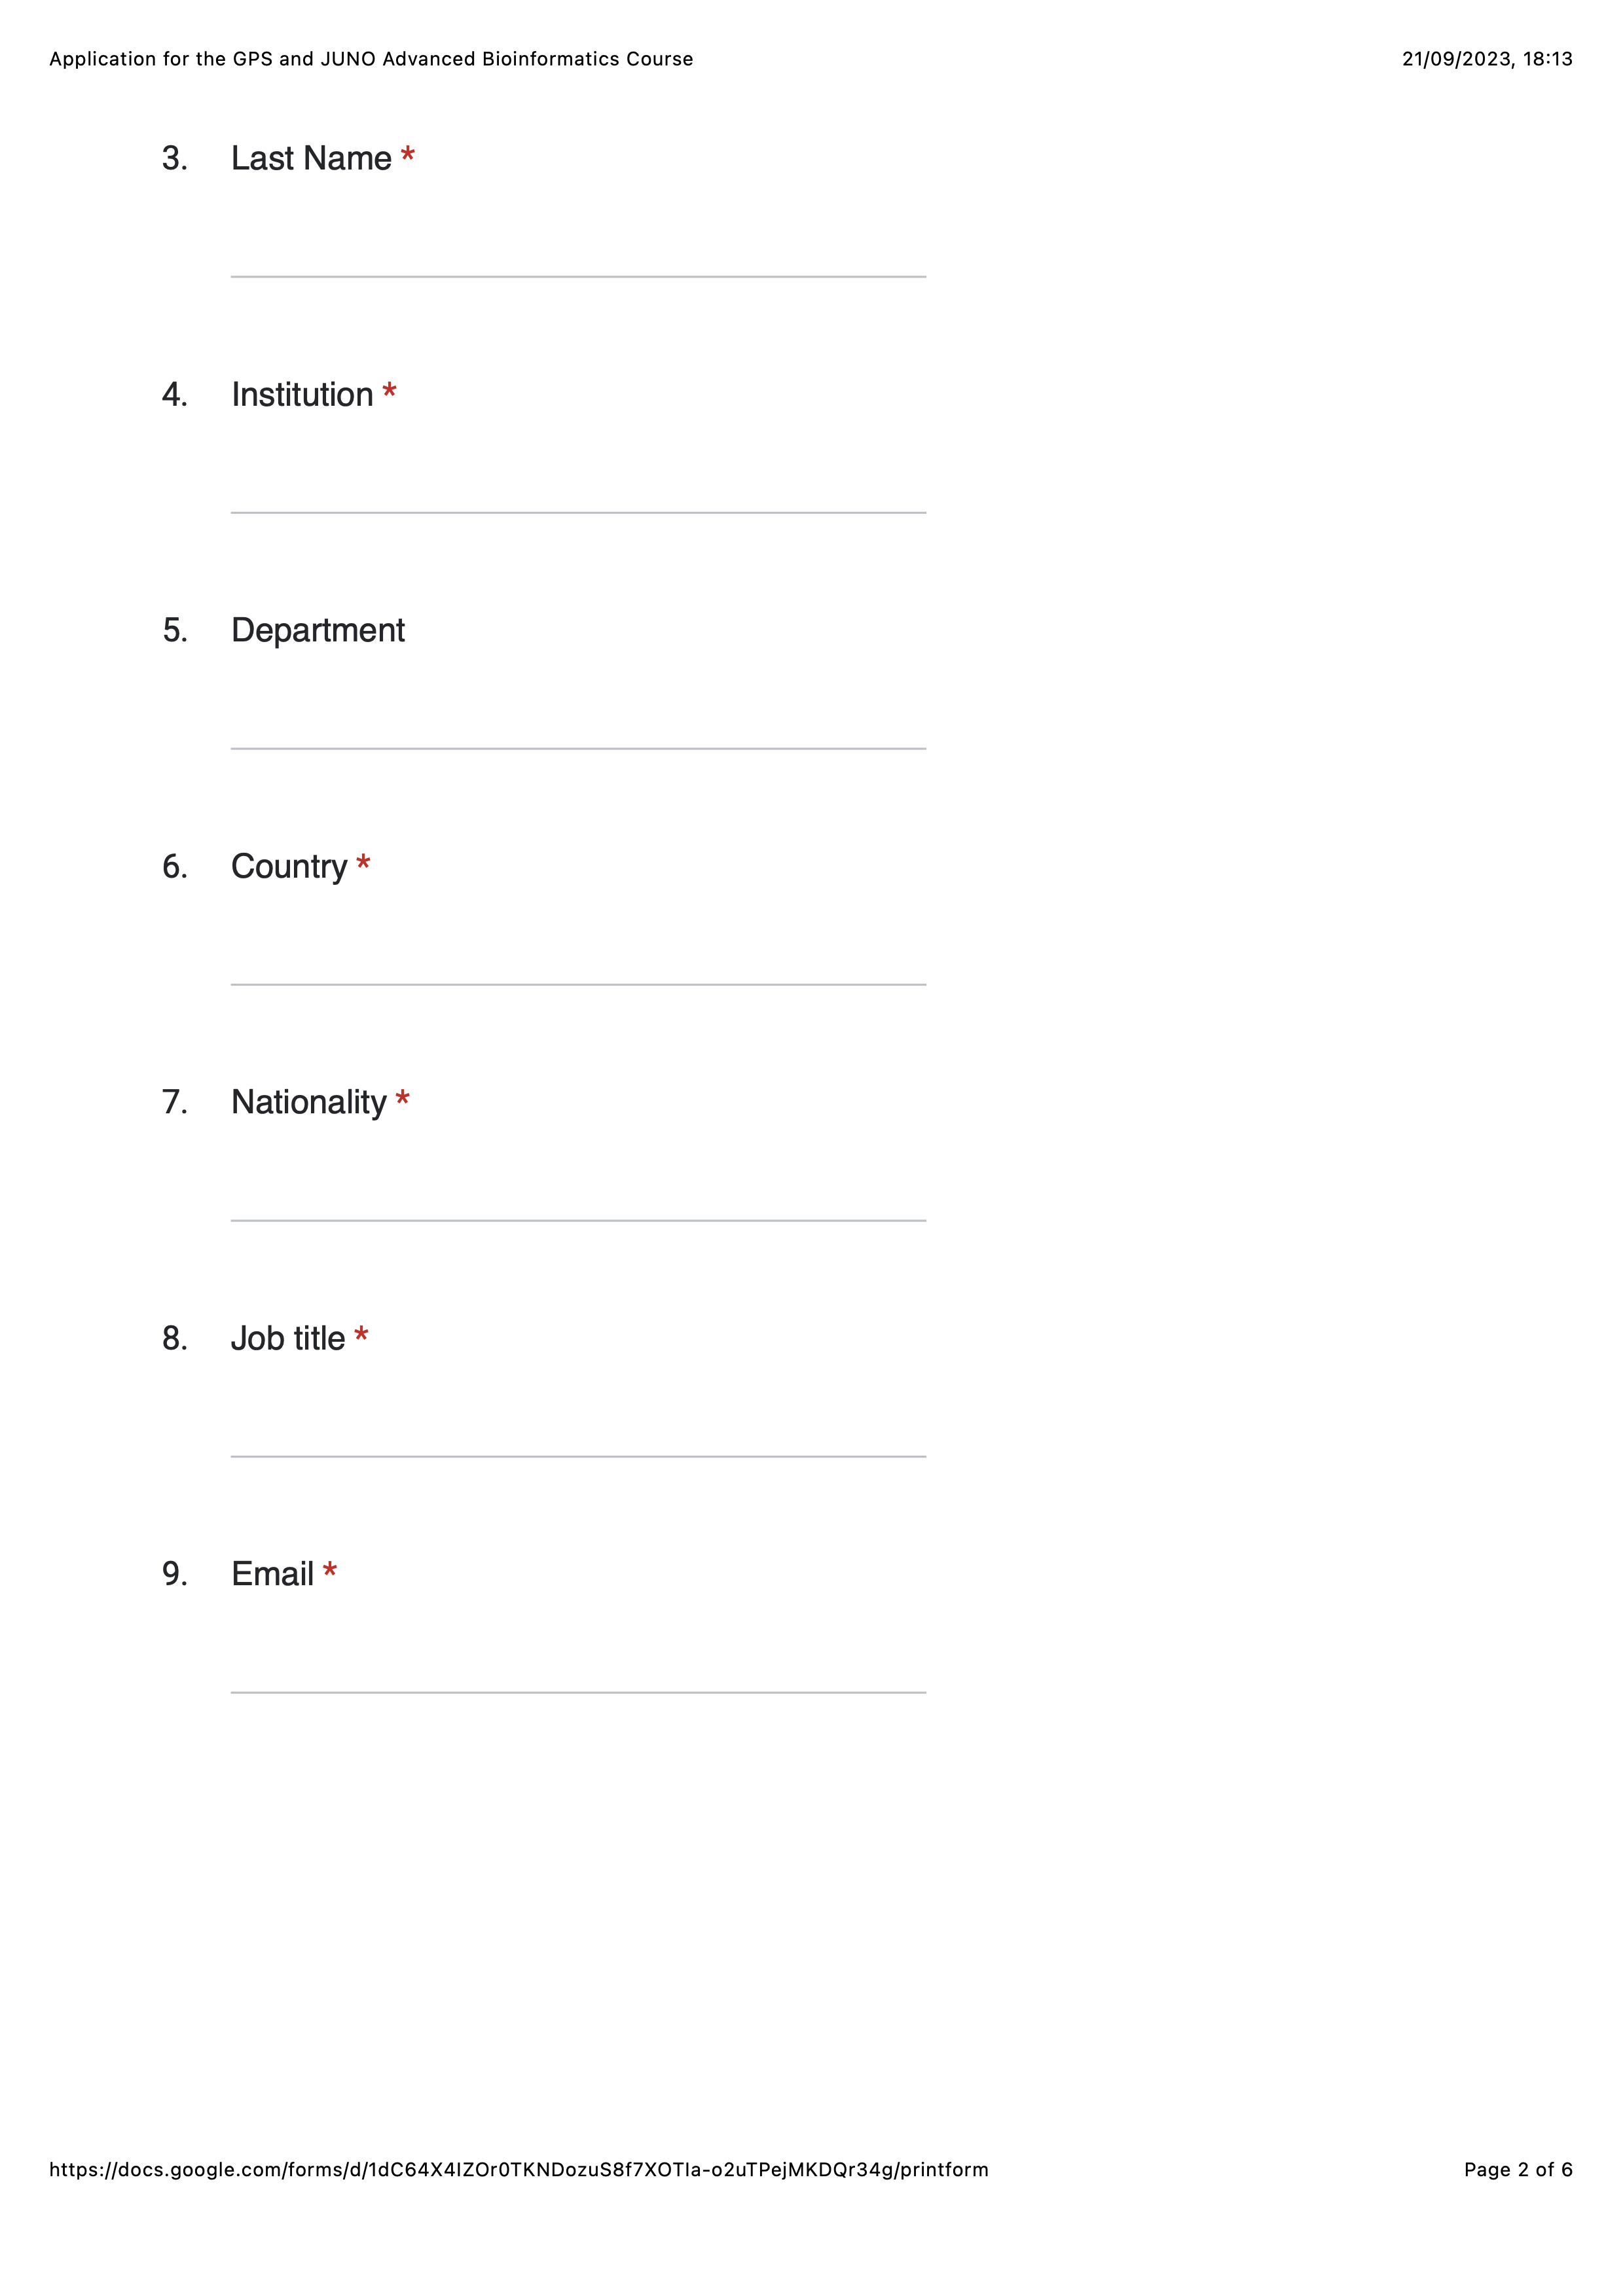 Application for the GPS and JUNO Advanced Bioinformatics Course 21/09/2023, 18:13
3. Last Name *
4. Institution *
5. Department
6. Country *
7. Nationality *
8. Job title *
9. Email *
https://docs.google.com/forms/d/1dC64X4IZOr0TKNDozuS8f7XOTIa-o2uTPejMKDQr34g/printform Page 2 of 6